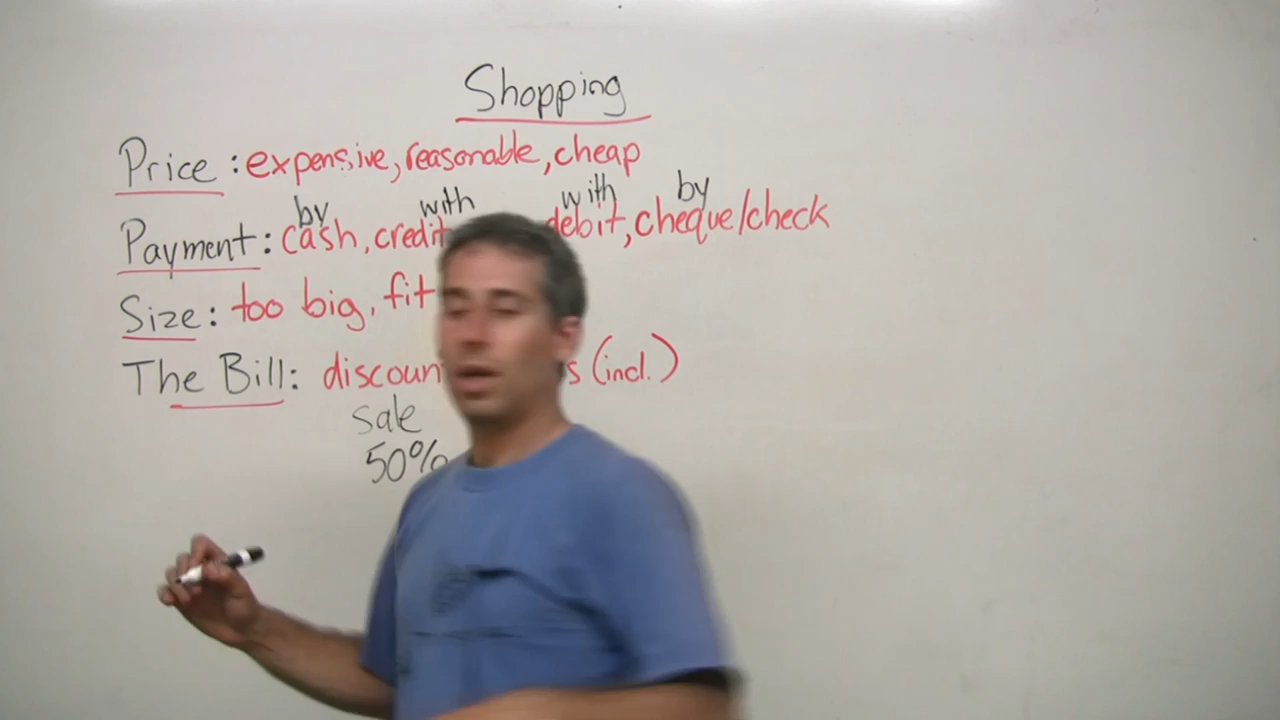 Shopping
Price: expensive, reasonable, cheap
by with with by
Payment: cash, credit debit, cheque/check
Size: too big, fit
The Bill: (incl.)
sale
50%